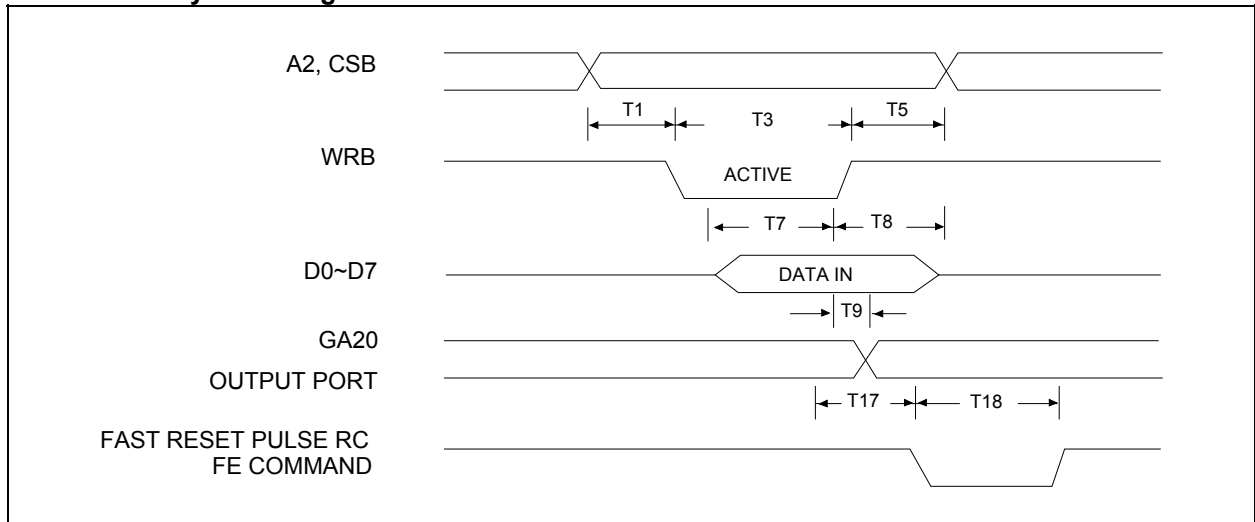 A2, CSB
T1
T3
T5
WRB
ACTIVE
T7
T8
D0~D7
DATA IN
T9
GA20
OUTPUT PORT
T17
T18
FAST RESET PULSE RC
FE COMMAND